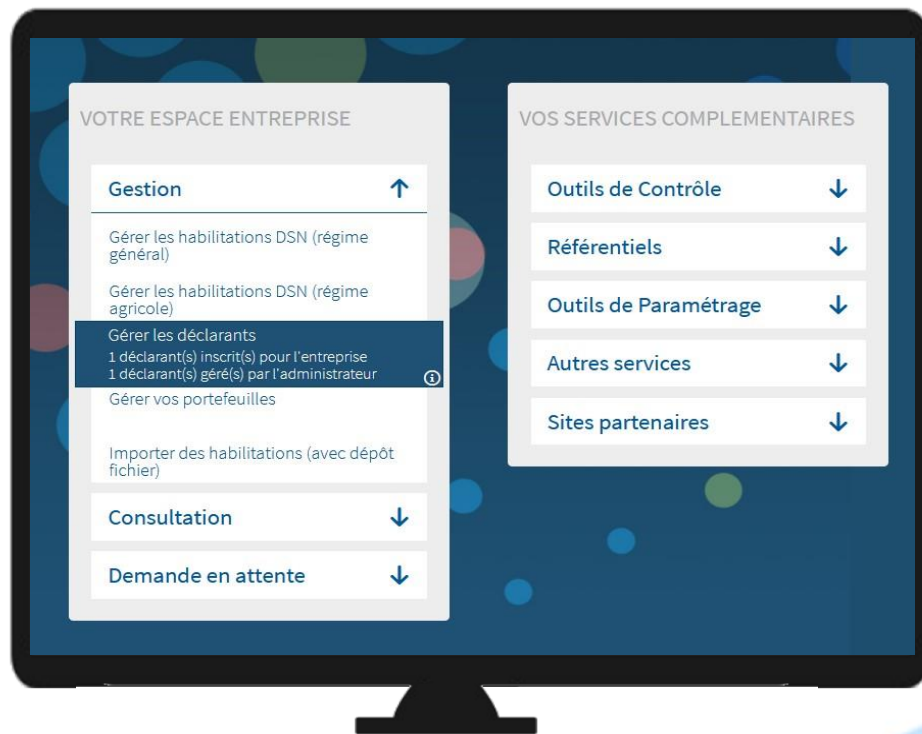 VOTRE ESPACE ENTREPRISE
Gestion
Gérer les habilitations DSN (régime
général)
Gérer les habilitations DSN (régime
agricole)
Gérer les déclarants
1 déclarant(s) inscrit(s) pour l'entreprise
1 déclarant(s) géré(s) par l'administrateur
Gérer vos portefeuilles
Importer des habilitations (avec dépôt
fichier)
Consultation
Demande en attente
VOS SERVICES COMPLEMENTAIRES
Outils de Contrôle
Référentiels
Outils de Paramétrage
Autres services
Sites partenaires